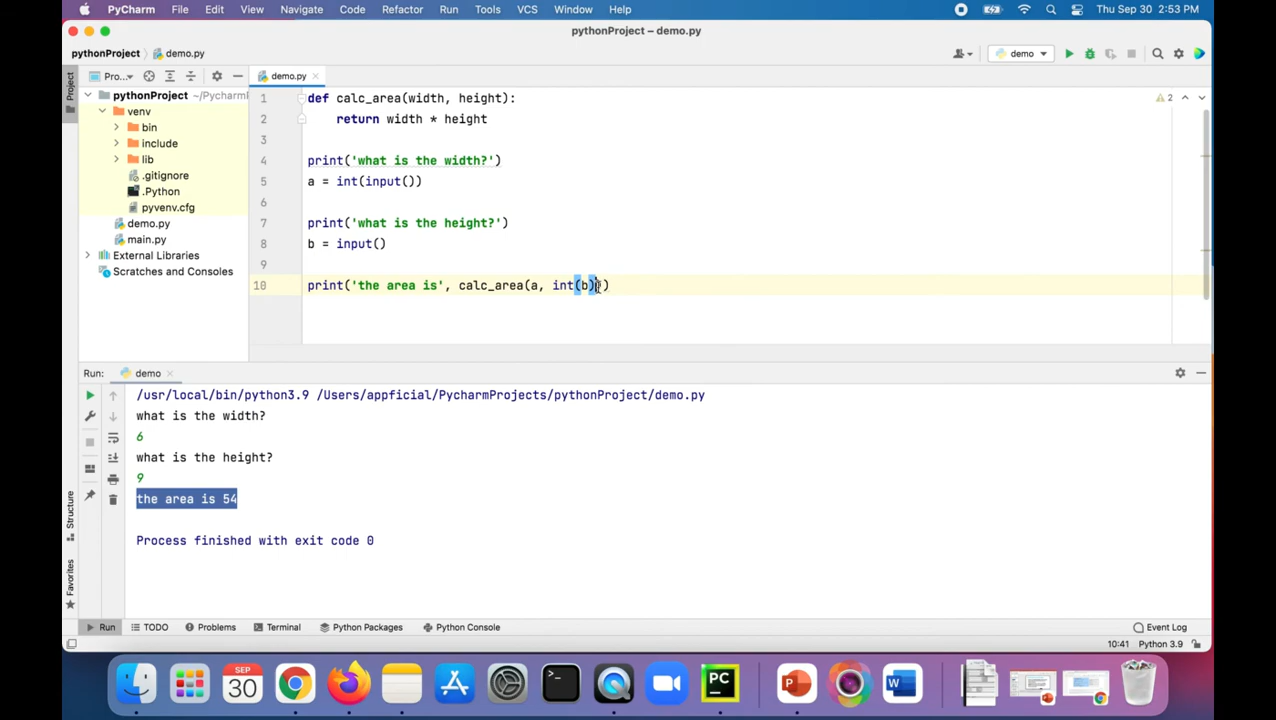 PyCharm File Edit View Navigate Code Refactor Run Tools VCS Window Help Thu Sep 30 2:53 PM
pythonProject – demo.py
pythonProject demo.py demo
Project Pro... demo.py
pythonProject ~/Pycharm
venv
bin
include
lib
.gitignore
.Python
pyvenv.cfg
demo.py
main.py
External Libraries
Scratches and Consoles
1 def calc_area(width, height):
2 return width * height
3
4 print('what is the width?')
5 a = int(input())
6
7 print('what is the height?')
8 b = input()
9
10 print('the area is', calc_area(a, int(b)))
2
Run: demo
/usr/local/bin/python3.9 /Users/appficial/PycharmProjects/pythonProject/demo.py
what is the width?
6
what is the height?
9
the area is 54
Process finished with exit code 0
Structure
Favorites
Run TODO Problems Terminal Python Packages Python Console Event Log
10:41 Python 3.9
SEP
30
>_
PC
P
W